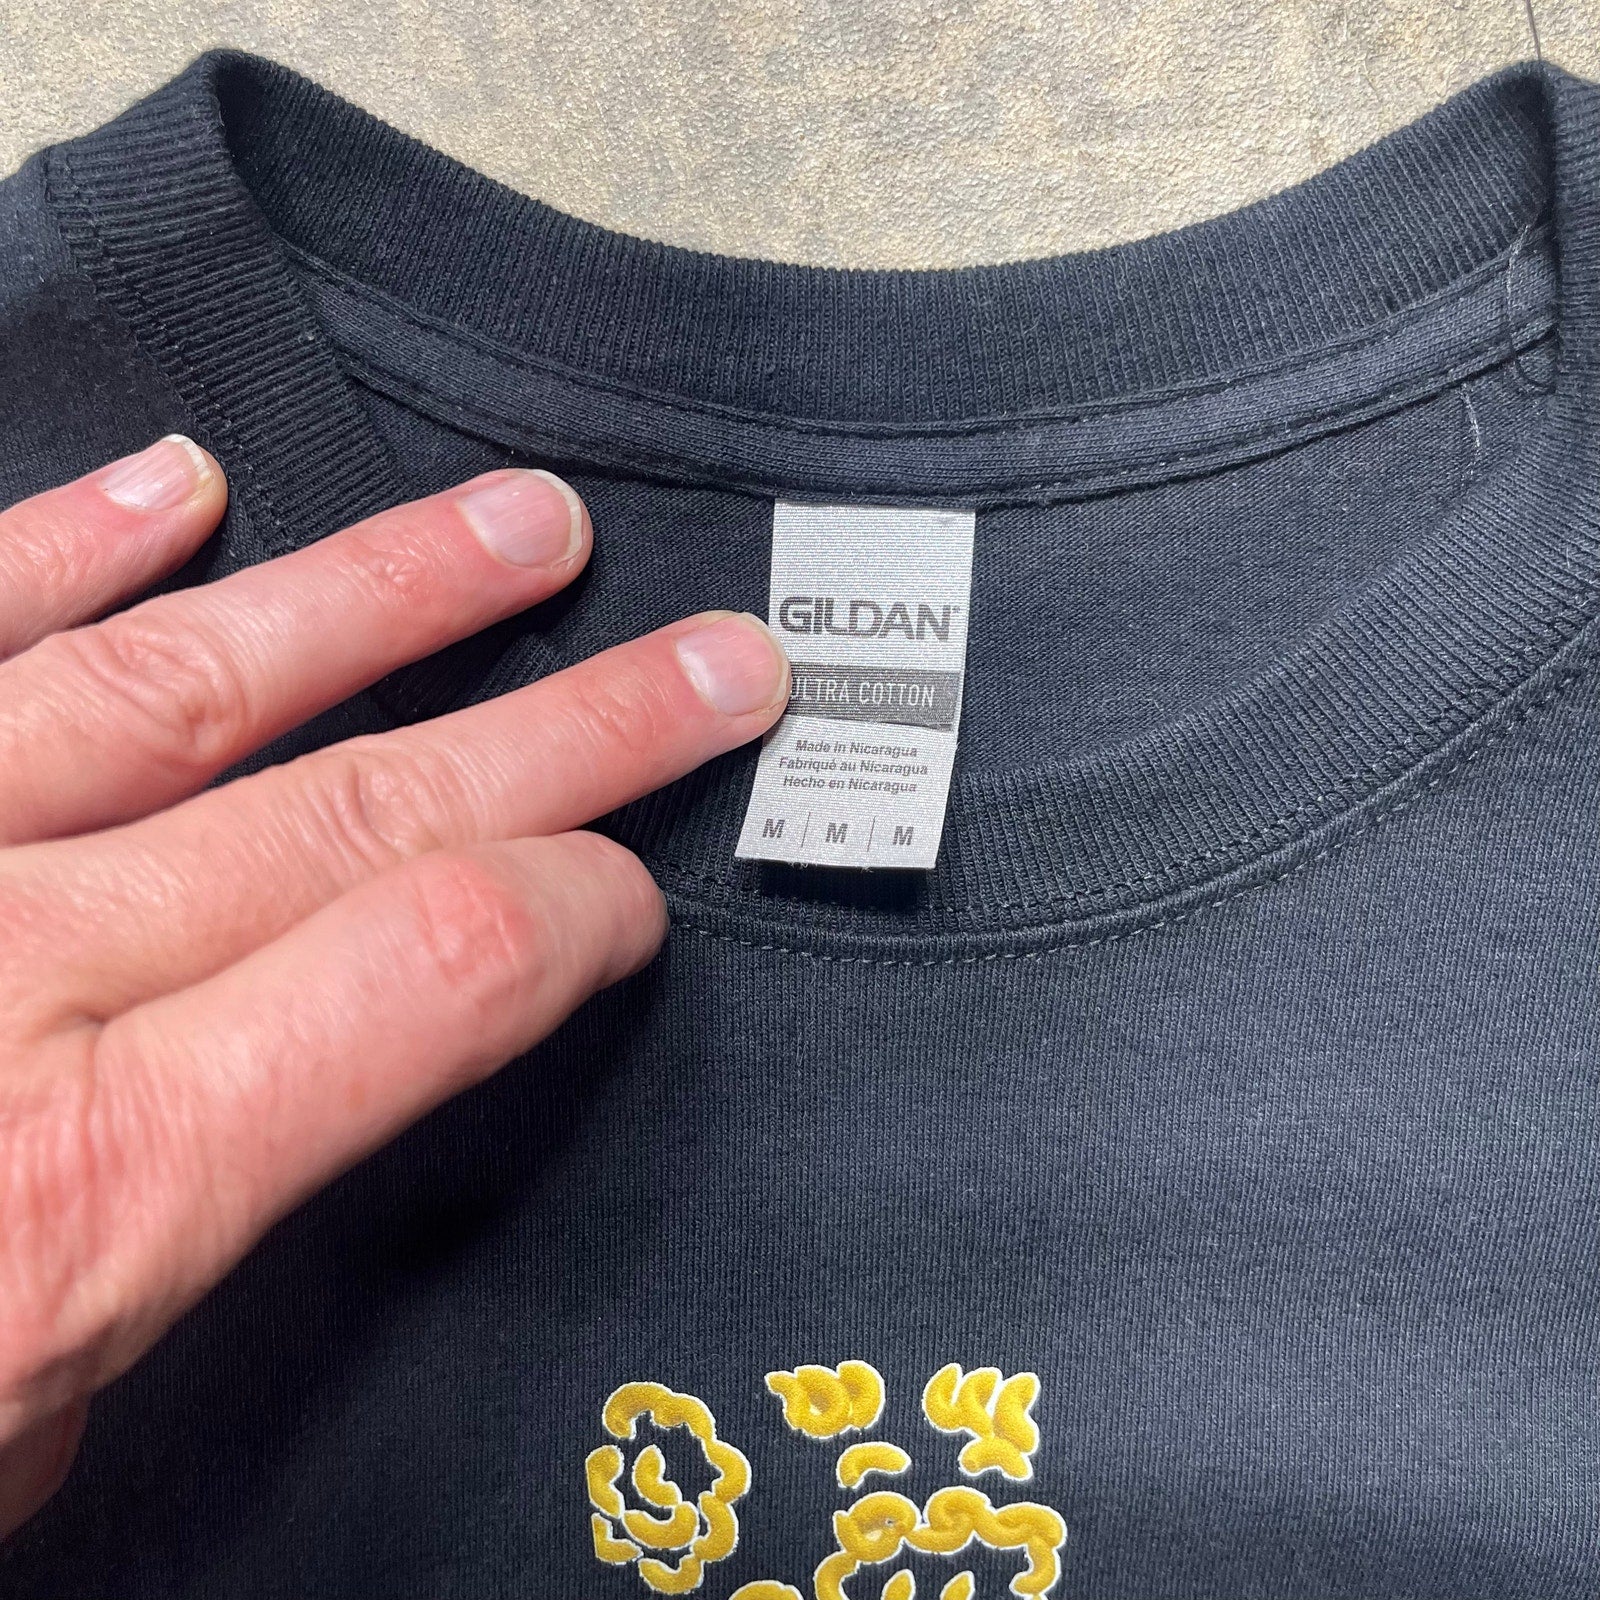 GILDAN
ULTRA COTTON
Made in Nicaragua
Fabriqué au Nicaragua
Hecho en Nicaragua
M | M | M